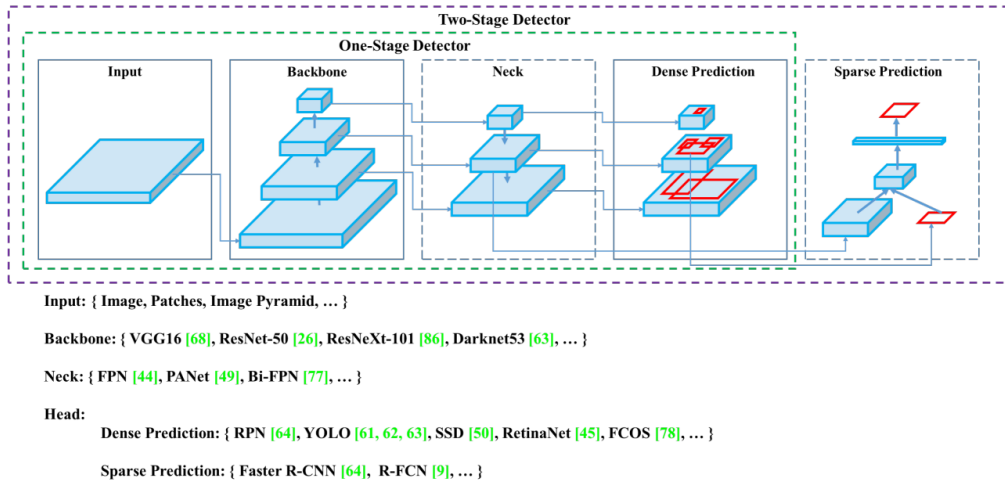 Two-Stage Detector
One-Stage Detector
Input
Backbone
Neck
Dense Prediction
Sparse Prediction
Input: { Image, Patches, Image Pyramid, … }
Backbone: { VGG16 [68], ResNet-50 [26], ResNeXt-101 [86], Darknet53 [63], … }
Neck: { FPN [44], PANet [49], Bi-FPN [77], … }
Head:
Dense Prediction: { RPN [64], YOLO [61, 62, 63], SSD [50], RetinaNet [45], FCOS [78], … }
Sparse Prediction: { Faster R-CNN [64], R-FCN [9], … }